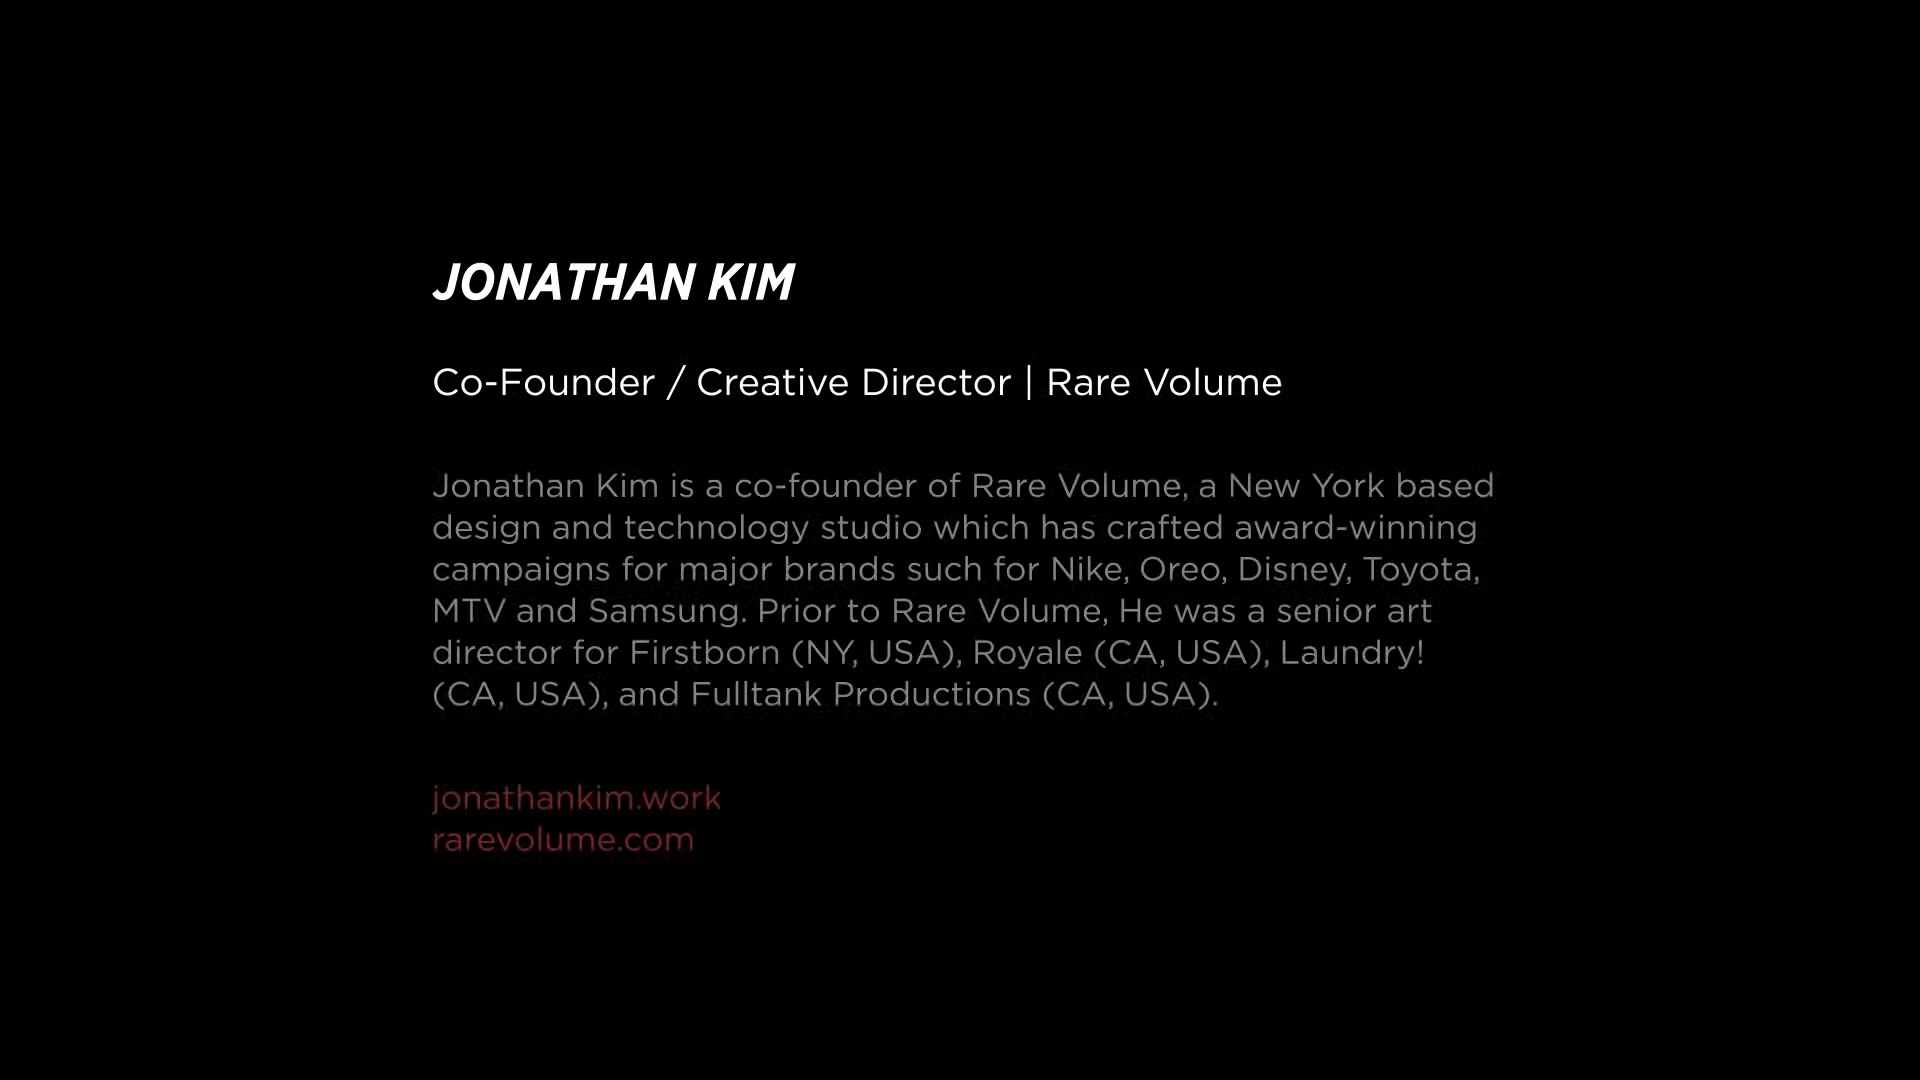 JONATHAN KIM
Co-Founder / Creative Director | Rare Volume
Jonathan Kim is a co-founder of Rare Volume, a New York based
design and technology studio which has crafted award-winning
campaigns for major brands such for Nike, Oreo, Disney, Toyota,
MTV and Samsung. Prior to Rare Volume, He was a senior art
director for Firstborn (NY, USA), Royale (CA, USA), Laundry!
(CA, USA), and Fulltank Productions (CA, USA).
jonathankim.work
rarevolume.com